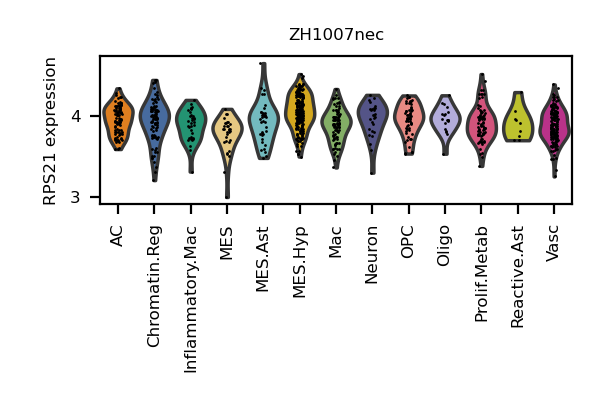 ZH1007nec
RPS21 expression
4
3
AC
Chromatin.Reg
Inflammatory.Mac
MES
MES.Ast
MES.Hyp
Mac
Neuron
OPC
Oligo
Prolif.Metab
Reactive.Ast
Vasc